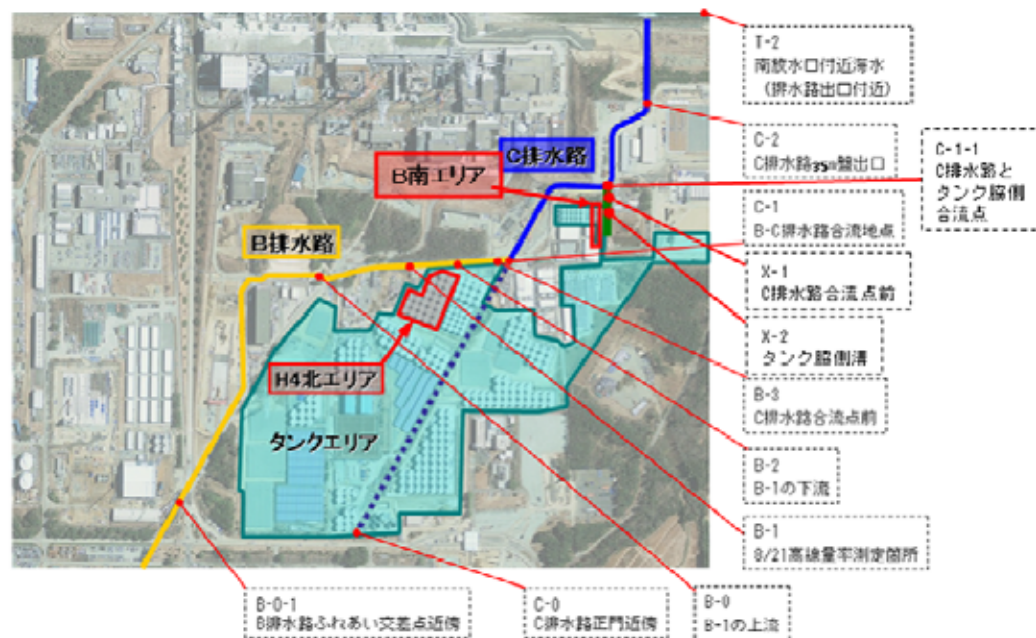 T-2
南放水口付近海水
（排水路出口付近）
C-2
C排水路35m盤出口
C-1-1
C排水路と
タンク脇側
合流点
C-1
B-C排水路合流地点
X-1
C排水路合流点前
X-2
タンク脇側溝
B-3
C排水路合流点前
B-2
B-1の下流
B-1
8/21高線量率測定箇所
B-0
B-1の上流
C-0
C排水路正門近傍
B-0-1
B排水路ふれあい交差点近傍
C排水路
B南エリア
B排水路
H4北エリア
タンクエリア